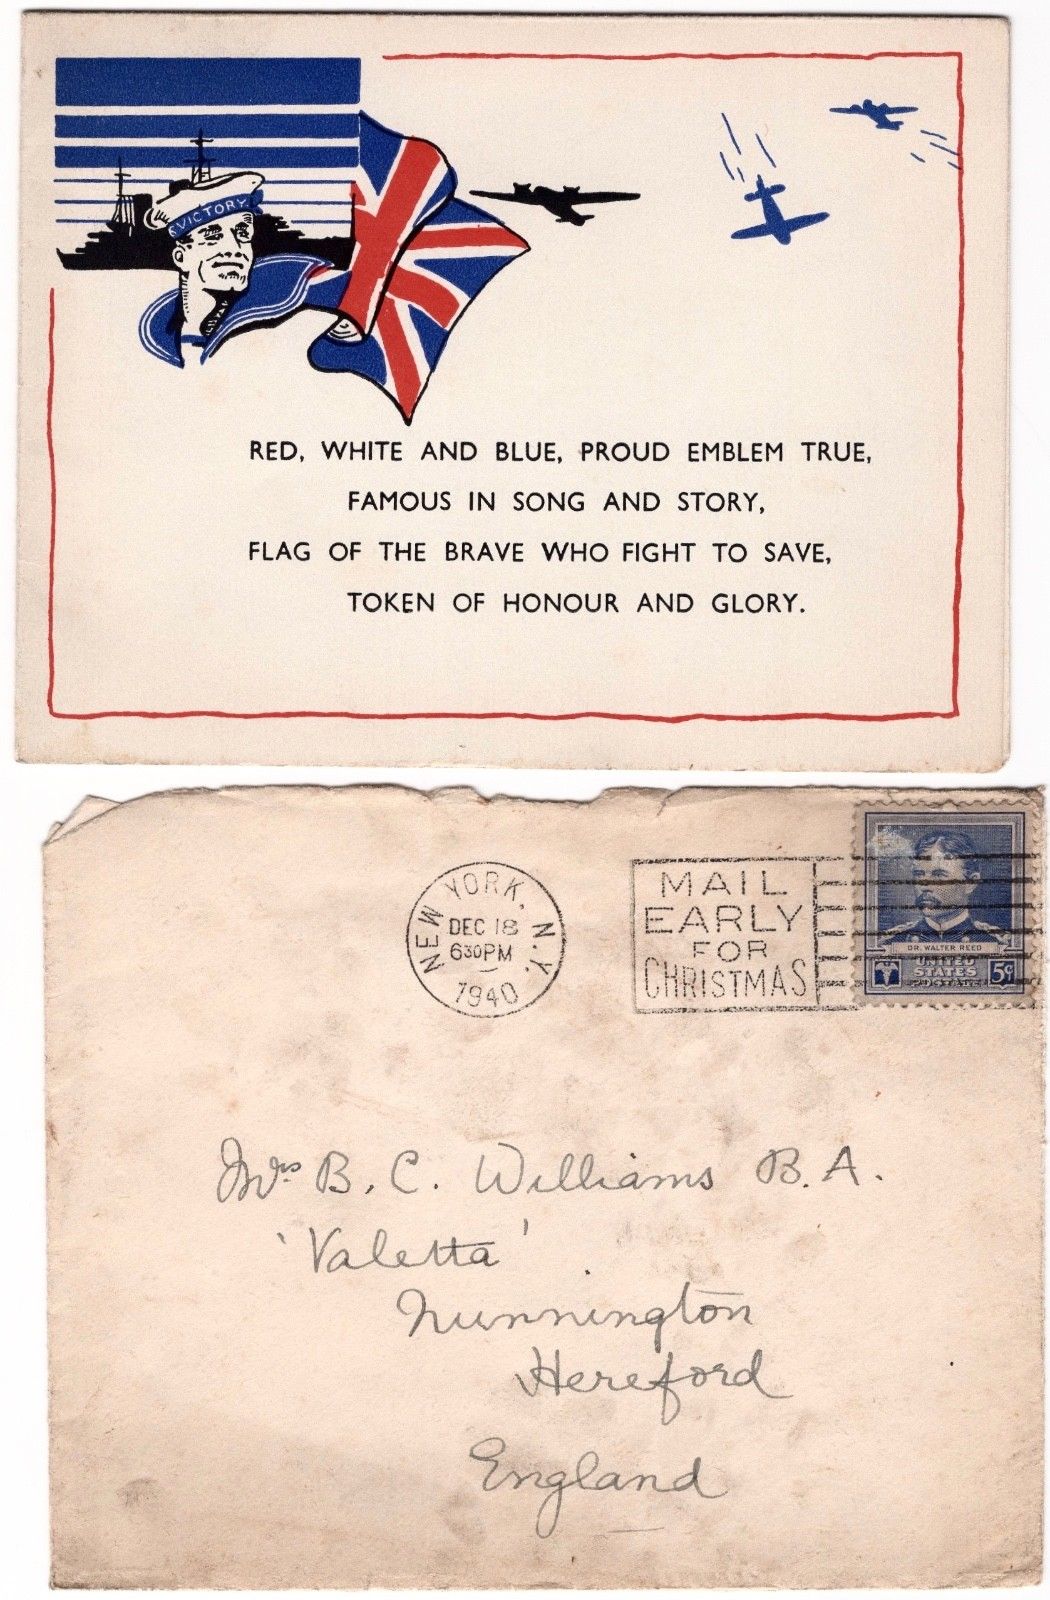 VICTORY.
RED, WHITE AND BLUE, PROUD EMBLEM TRUE,
FAMOUS IN SONG AND STORY,
FLAG OF THE BRAVE WHO FIGHT TO SAVE,
TOKEN OF HONOUR AND GLORY.
NEW YORK, N.Y.
DEC 18
630PM
1940
MAIL
EARLY
FOR
CHRISTMAS
DR. WALTER REED
UNITED
STATES
POSTAGE
5¢
Mrs. B. C. Williams B.A.
'Valetta'
Nunnington
Hereford
England